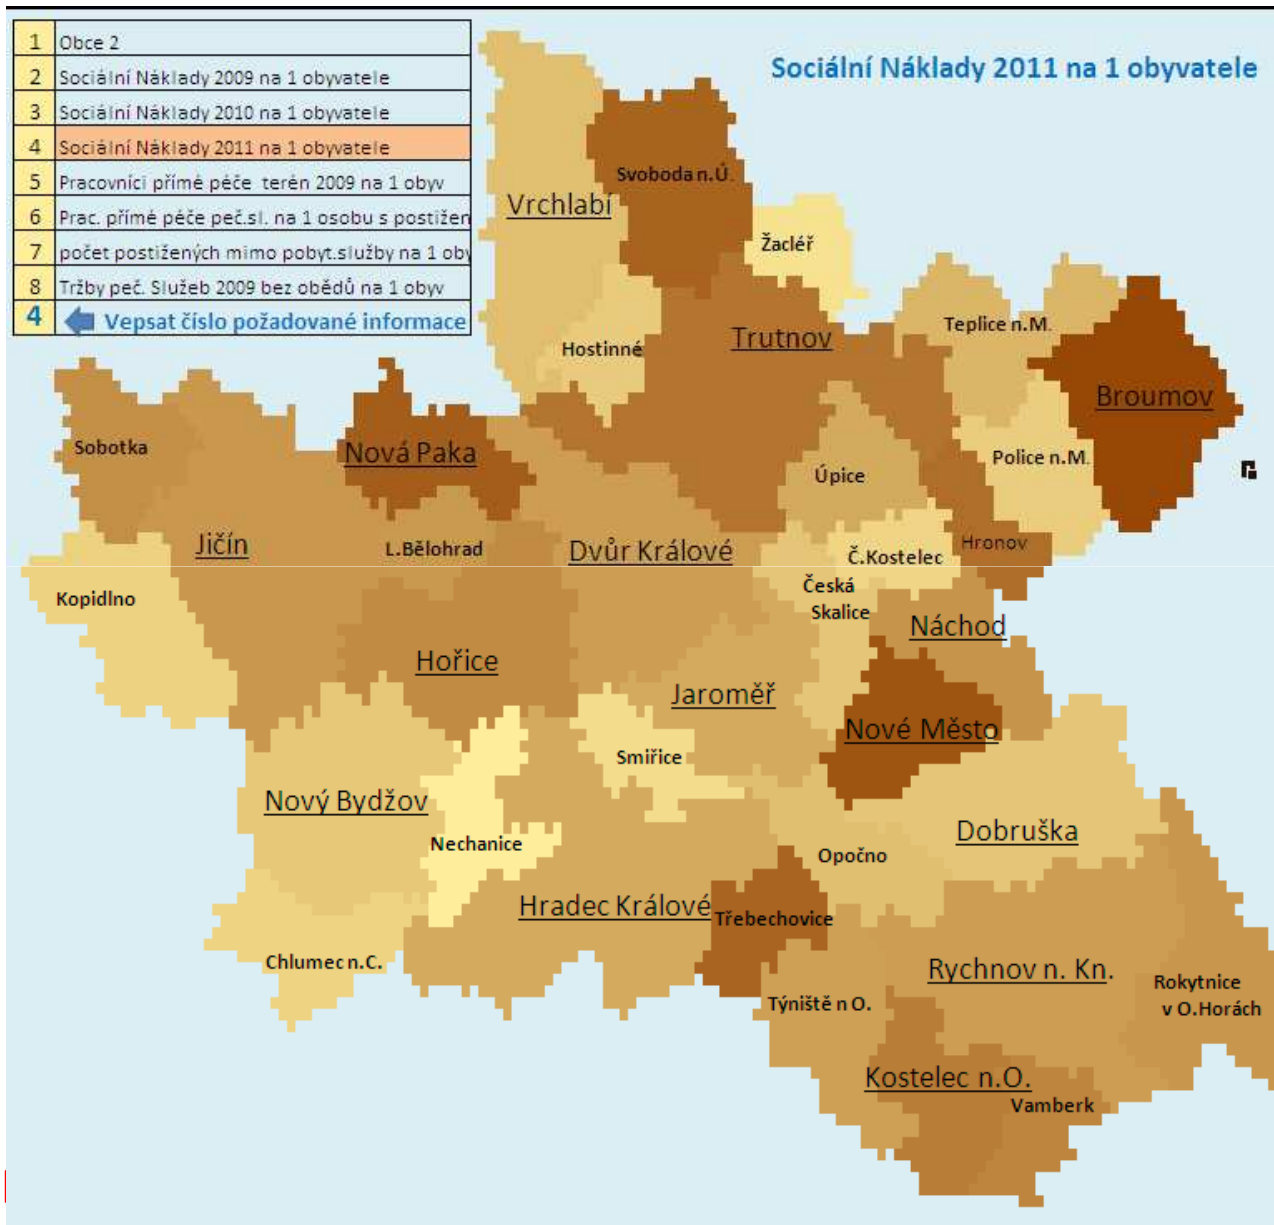 1 Obce 2
2 Sociální Náklady 2009 na 1 obyvatele
3 Sociální Náklady 2010 na 1 obyvatele
4 Sociální Náklady 2011 na 1 obyvatele
5 Pracovníci přímé péče terén 2009 na 1 obyv
6 Prac. přímé péče peč.sl. na 1 osobu s postižen
7 počet postižených mimo pobyt.služby na 1 oby
8 Tržby peč. Služeb 2009 bez obědů na 1 obyv
4 Vepsat číslo požadované informace
Sociální Náklady 2011 na 1 obyvatele
Svoboda n.Ú.
Vrchlabí
Žacléř
Teplice n.M.
Trutnov
Hostinné
Broumov
Sobotka
Nová Paka
Police n.M.
Úpice
Jičín
L.Bělohrad
Dvůr Králové
Č.Kostelec
Hronov
Česká
Skalice
Kopidlno
Náchod
Hořice
Jaroměř
Nové Město
Smiřice
Nový Bydžov
Dobruška
Nechanice
Opočno
Hradec Králové
Třebechovice
Chlumec n.C.
Rychnov n. Kn.
Rokytnice
v O.Horách
Týniště n O.
Kostelec n.O.
Vamberk